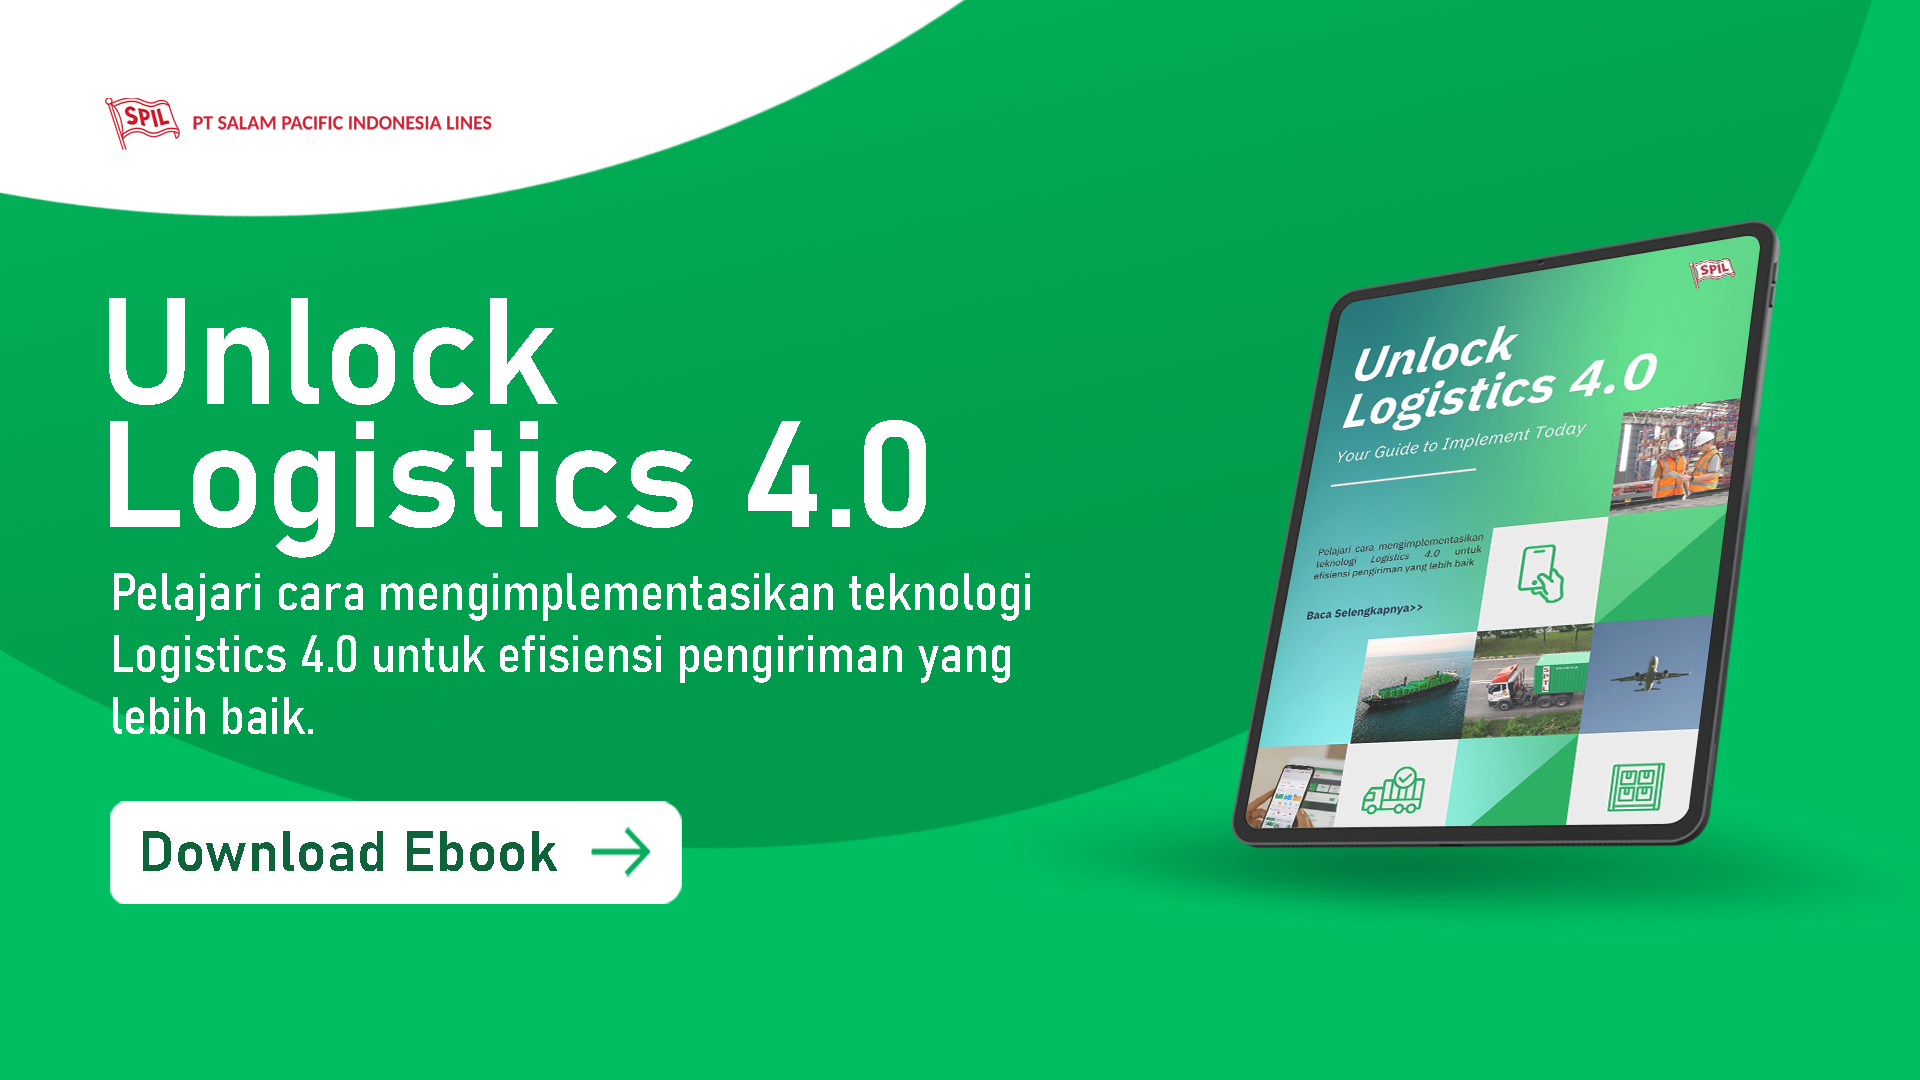 SPIL
PT SALAM PACIFIC INDONESIA LINES
Unlock
Logistics 4.0
Pelajari cara mengimplementasikan teknologi
Logistics 4.0 untuk efisiensi pengiriman yang
lebih baik.
Download Ebook
SPIL
Unlock
Logistics 4.0
Your Guide to Implement Today
Pelajari cara mengimplementasikan
teknologi Logistics 4.0 untuk
efisiensi pengiriman yang lebih baik
Baca Selengkapnya>>
SPIL